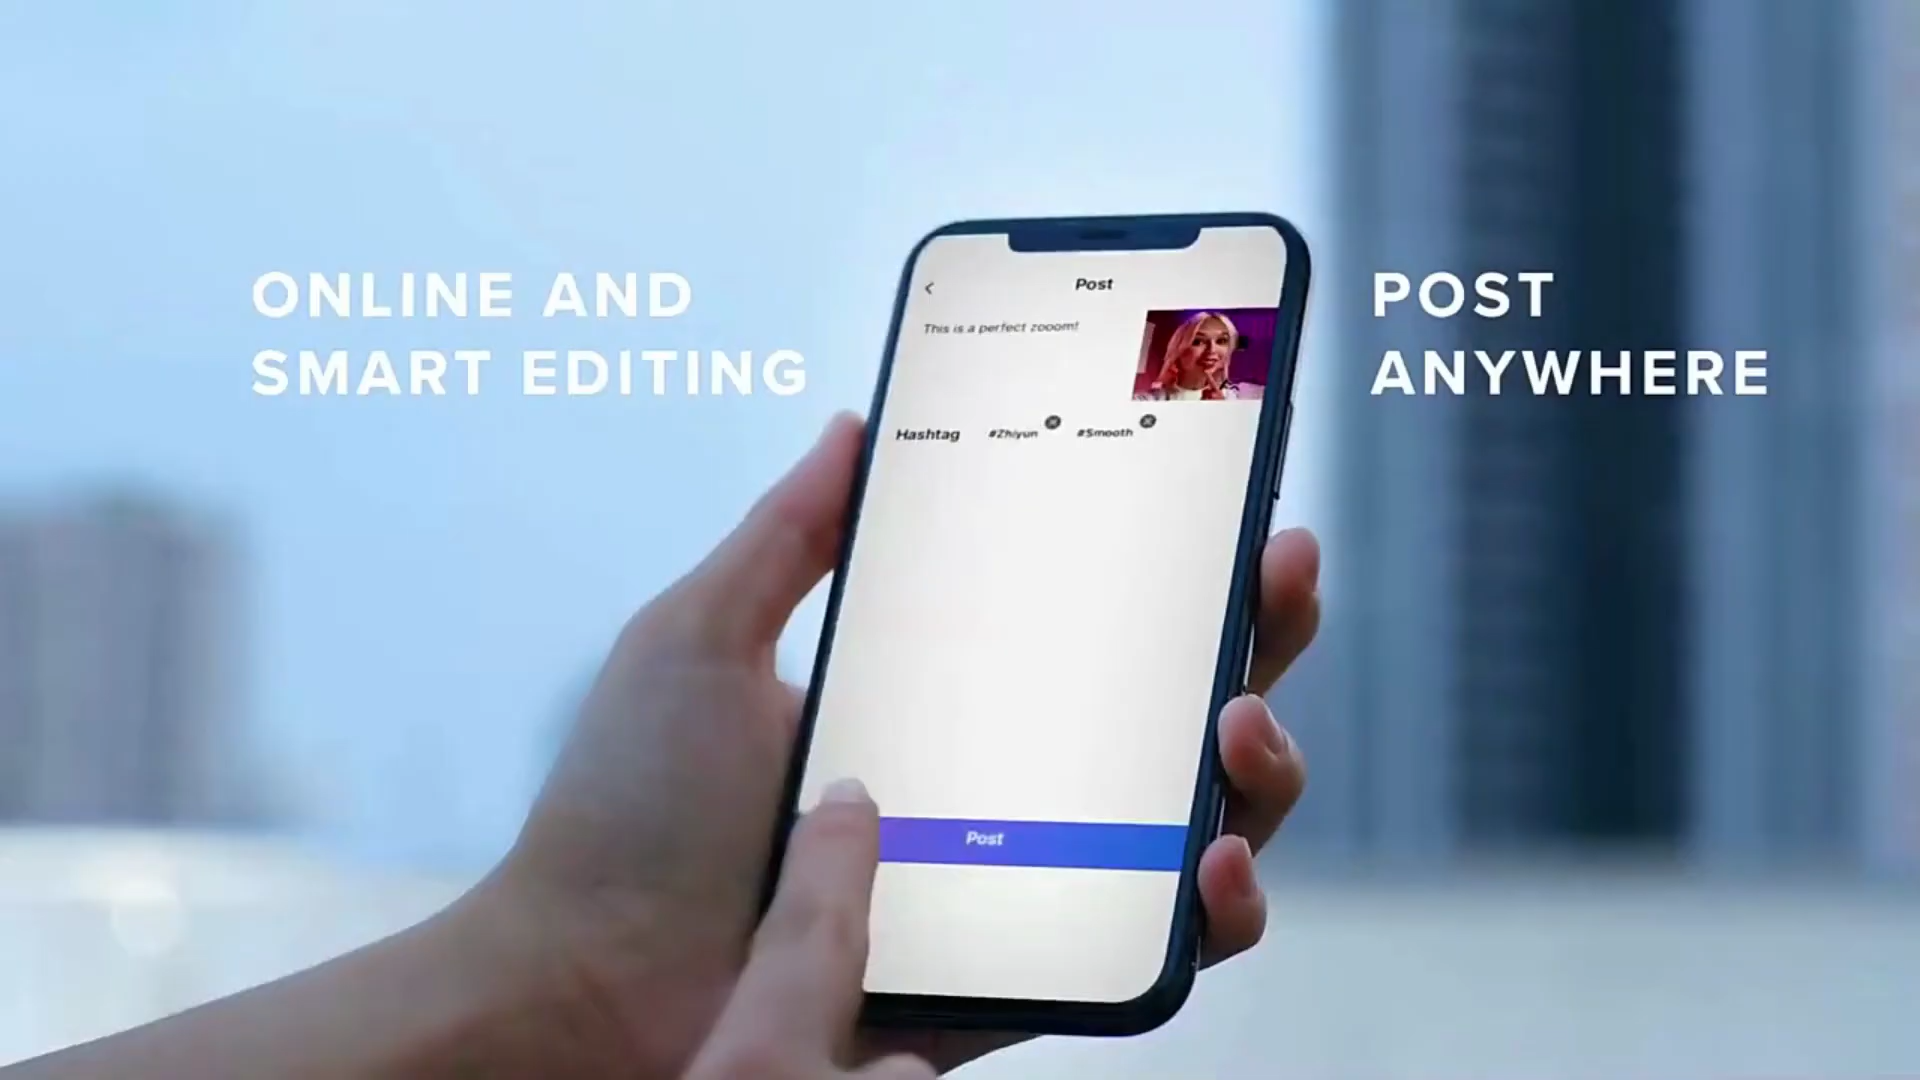 ONLINE AND
SMART EDITING
POST
ANYWHERE
Post
This is a perfect zooom!
Hashtag #Zhiyun #Smooth
Post